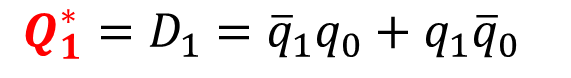 Q₁* = D₁ = q̅₁q₀ + q₁q̅₀